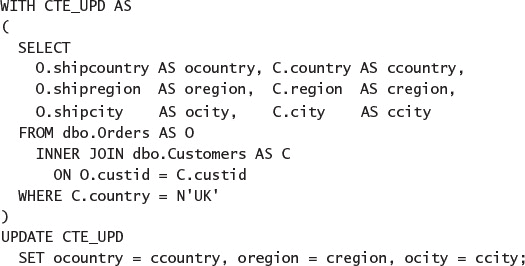 WITH CTE_UPD AS
(
  SELECT
    O.shipcountry AS ocountry, C.country AS ccountry,
    O.shipregion  AS oregion,  C.region  AS cregion,
    O.shipcity    AS ocity,    C.city    AS ccity
  FROM dbo.Orders AS O
    INNER JOIN dbo.Customers AS C
      ON O.custid = C.custid
  WHERE C.country = N'UK'
)
UPDATE CTE_UPD
  SET ocountry = ccountry, oregion = cregion, ocity = ccity;